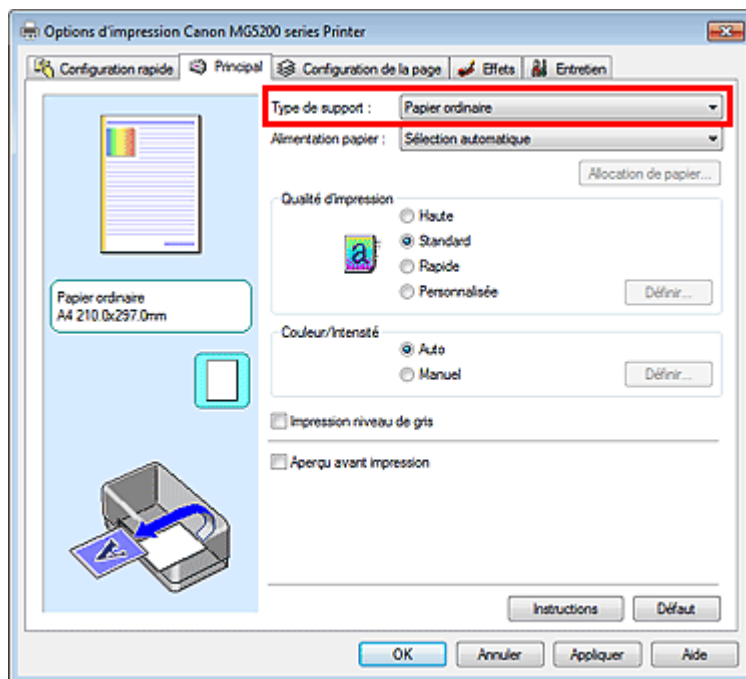 Options d'impression Canon MG5200 series Printer
Configuration rapide Principal Configuration de la page Effets Entretien
Type de support : Papier ordinaire
Alimentation papier : Sélection automatique
Allocation de papier...
Qualité d'impression
Haute
a Standard
Rapide
Personnalisée Définir...
Papier ordinaire
A4 210.0x297.0mm
Couleur/Intensité
Auto
Manuel Définir...
Impression niveau de gris
Aperçu avant impression
A
Instructions Défaut
OK Annuler Appliquer Aide